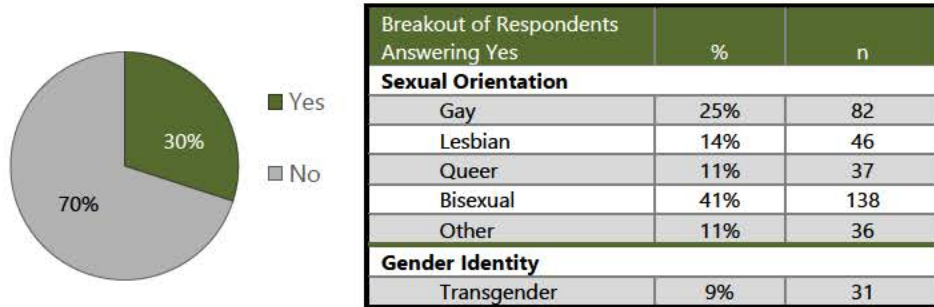 Yes
No
30%
70%
Breakout of Respondents
Answering Yes % n
Sexual Orientation
Gay 25% 82
Lesbian 14% 46
Queer 11% 37
Bisexual 41% 138
Other 11% 36
Gender Identity
Transgender 9% 31